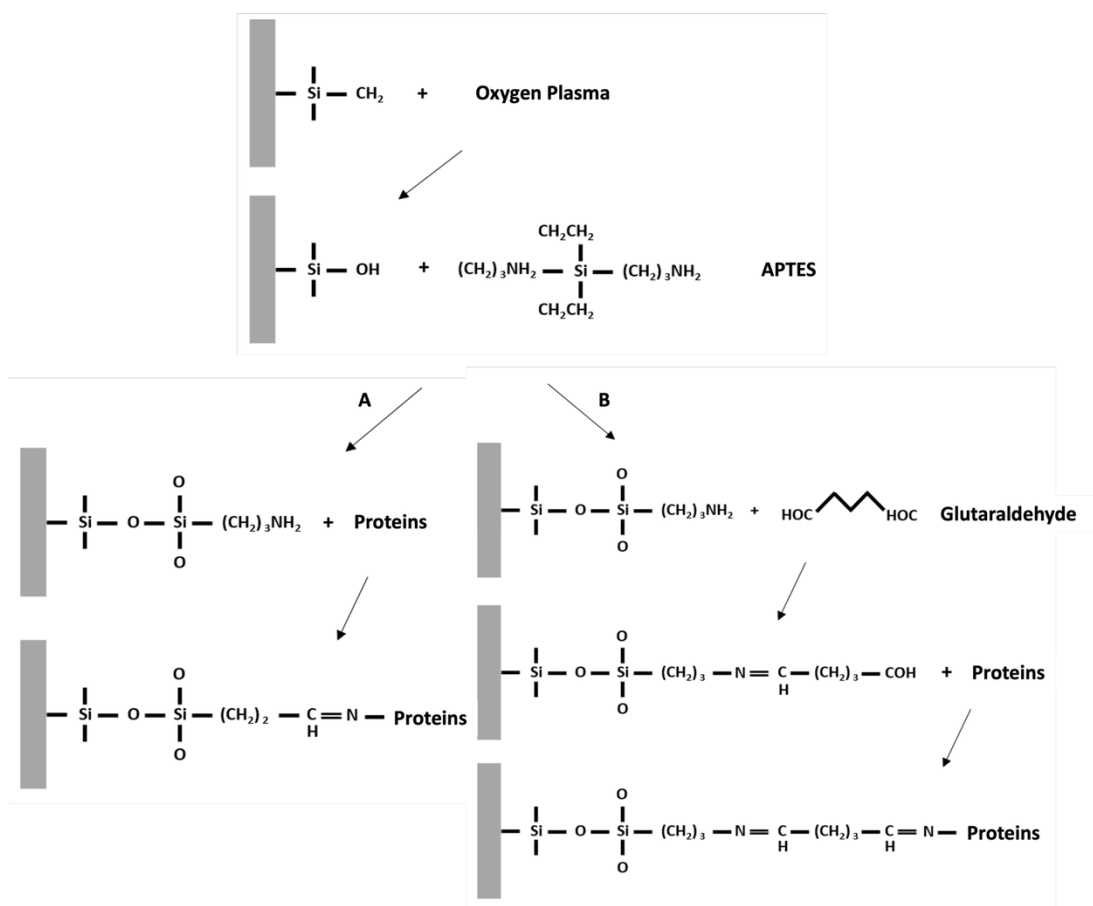 Si — CH₂ + Oxygen Plasma
CH₂CH₂
Si — OH + (CH₂)₃NH₂ — Si — (CH₂)₃NH₂ APTES
CH₂CH₂
A
O
Si — O — Si — (CH₂)₃NH₂ + Proteins
O
O
Si — O — Si — (CH₂)₂ — C = N — Proteins
H
O
B
O
Si — O — Si — (CH₂)₃NH₂ + HOC HOC Glutaraldehyde
O
O
Si — O — Si — (CH₂)₃ — N = C — (CH₂)₃ — COH + Proteins
H
O
O
Si — O — Si — (CH₂)₃ — N = C — (CH₂)₃ — C = N — Proteins
H H
O